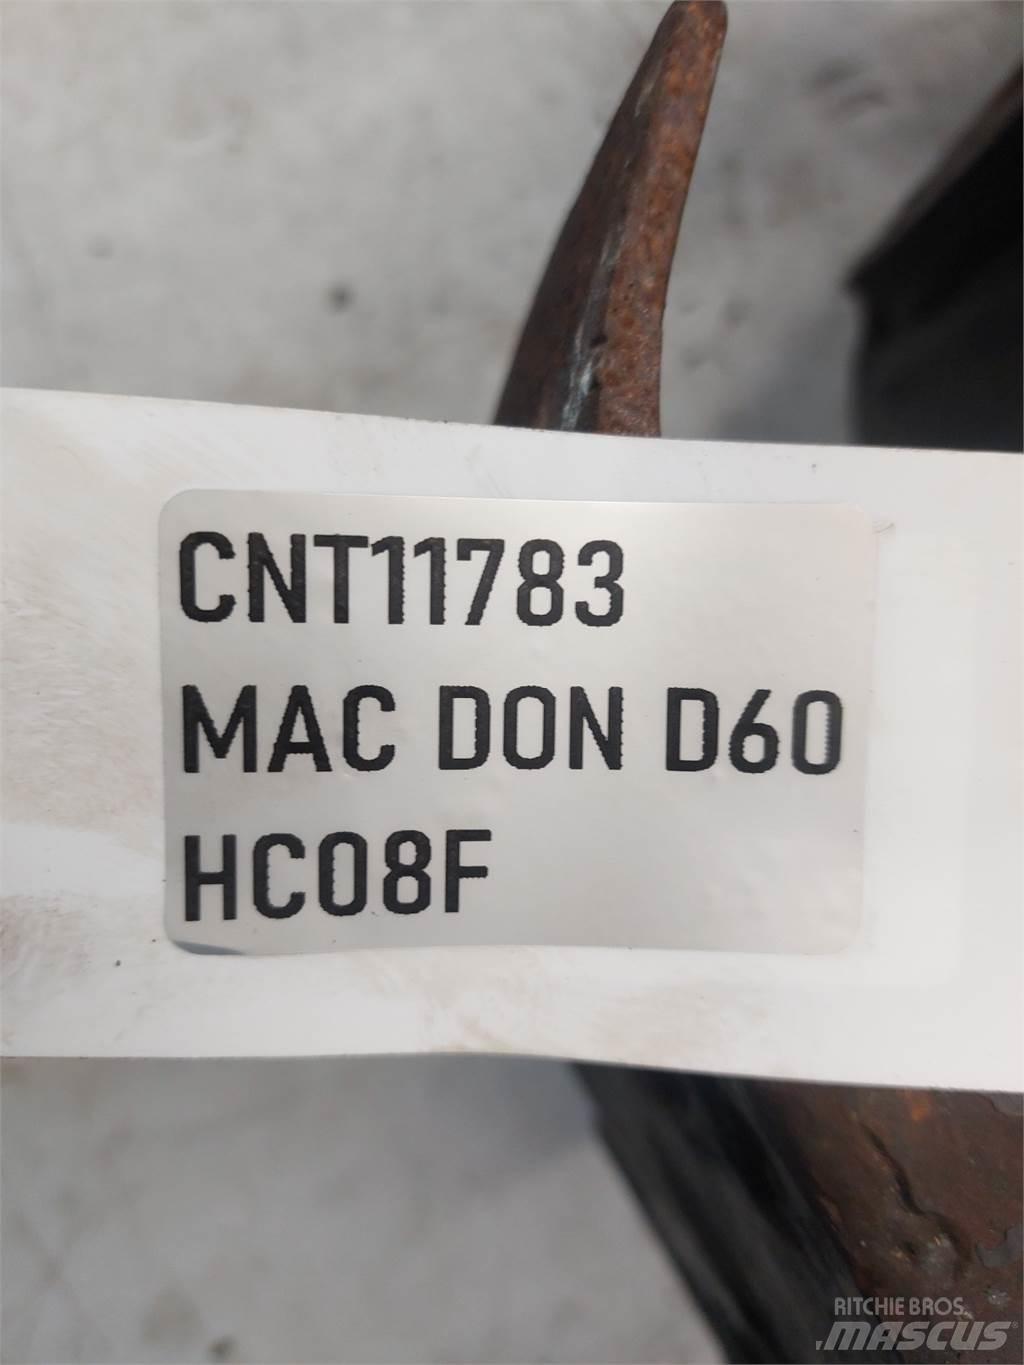 CNT11783
MAC DON D60
HC08F
RITCHIE BROS.
MASCUS